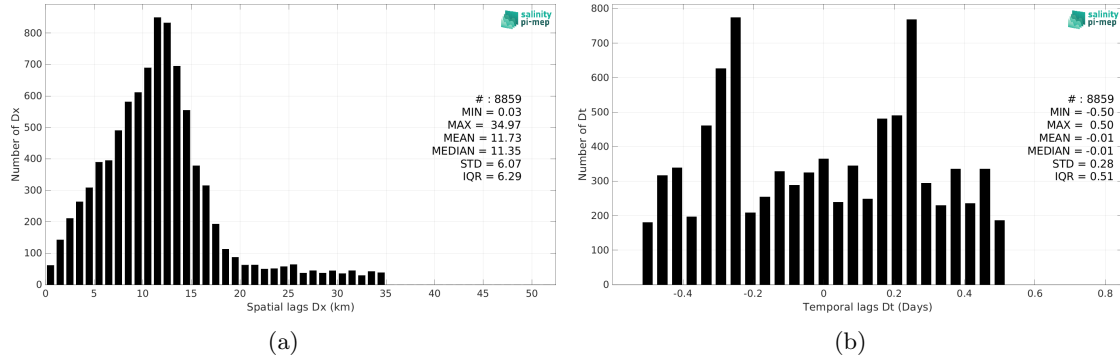 salinity
pi-mep
Number of Dx
800
700
600
500
400
300
200
100
0
# : 8859
MIN = 0.03
MAX = 34.97
MEAN = 11.73
MEDIAN = 11.35
STD = 6.07
IQR = 6.29
0 5 10 15 20 25 30 35 40 45 50
Spatial lags Dx (km)
(a)
salinity
pi-mep
Number of Dt
800
700
600
500
400
300
200
100
0
# : 8859
MIN = -0.50
MAX = 0.50
MEAN = -0.01
MEDIAN = -0.01
STD = 0.28
IQR = 0.51
-0.4 -0.2 0 0.2 0.4 0.6 0.8
Temporal lags Dt (Days)
(b)